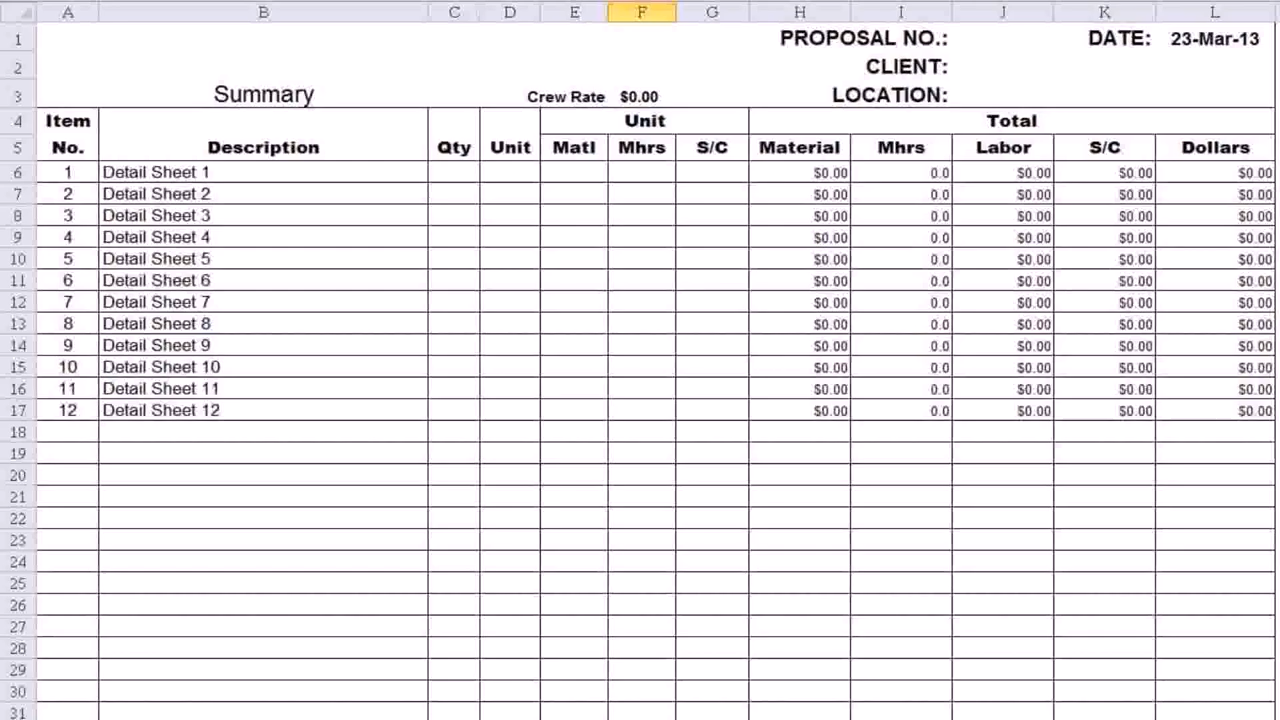 A B C D E F G H I J K L
1 PROPOSAL NO.: DATE: 23-Mar-13
2 CLIENT:
3 Summary Crew Rate $0.00 LOCATION:
4 Item Unit Total
5 No. Description Qty Unit Matl Mhrs S/C Material Mhrs Labor S/C Dollars
6 1 Detail Sheet 1 $0.00 0.0 $0.00 $0.00 $0.00
7 2 Detail Sheet 2 $0.00 0.0 $0.00 $0.00 $0.00
8 3 Detail Sheet 3 $0.00 0.0 $0.00 $0.00 $0.00
9 4 Detail Sheet 4 $0.00 0.0 $0.00 $0.00 $0.00
10 5 Detail Sheet 5 $0.00 0.0 $0.00 $0.00 $0.00
11 6 Detail Sheet 6 $0.00 0.0 $0.00 $0.00 $0.00
12 7 Detail Sheet 7 $0.00 0.0 $0.00 $0.00 $0.00
13 8 Detail Sheet 8 $0.00 0.0 $0.00 $0.00 $0.00
14 9 Detail Sheet 9 $0.00 0.0 $0.00 $0.00 $0.00
15 10 Detail Sheet 10 $0.00 0.0 $0.00 $0.00 $0.00
16 11 Detail Sheet 11 $0.00 0.0 $0.00 $0.00 $0.00
17 12 Detail Sheet 12 $0.00 0.0 $0.00 $0.00 $0.00
18
19
20
21
22
23
24
25
26
27
28
29
30
31